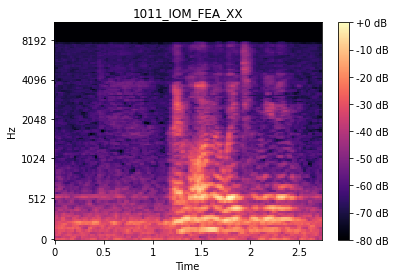 1011_IOM_FEA_XX
+0 dB
8192
-10 dB
4096
-20 dB
-30 dB
2048
Hz
-40 dB
1024
-50 dB
512
-60 dB
-70 dB
0
-80 dB
0 0.5 1 1.5 2 2.5
Time